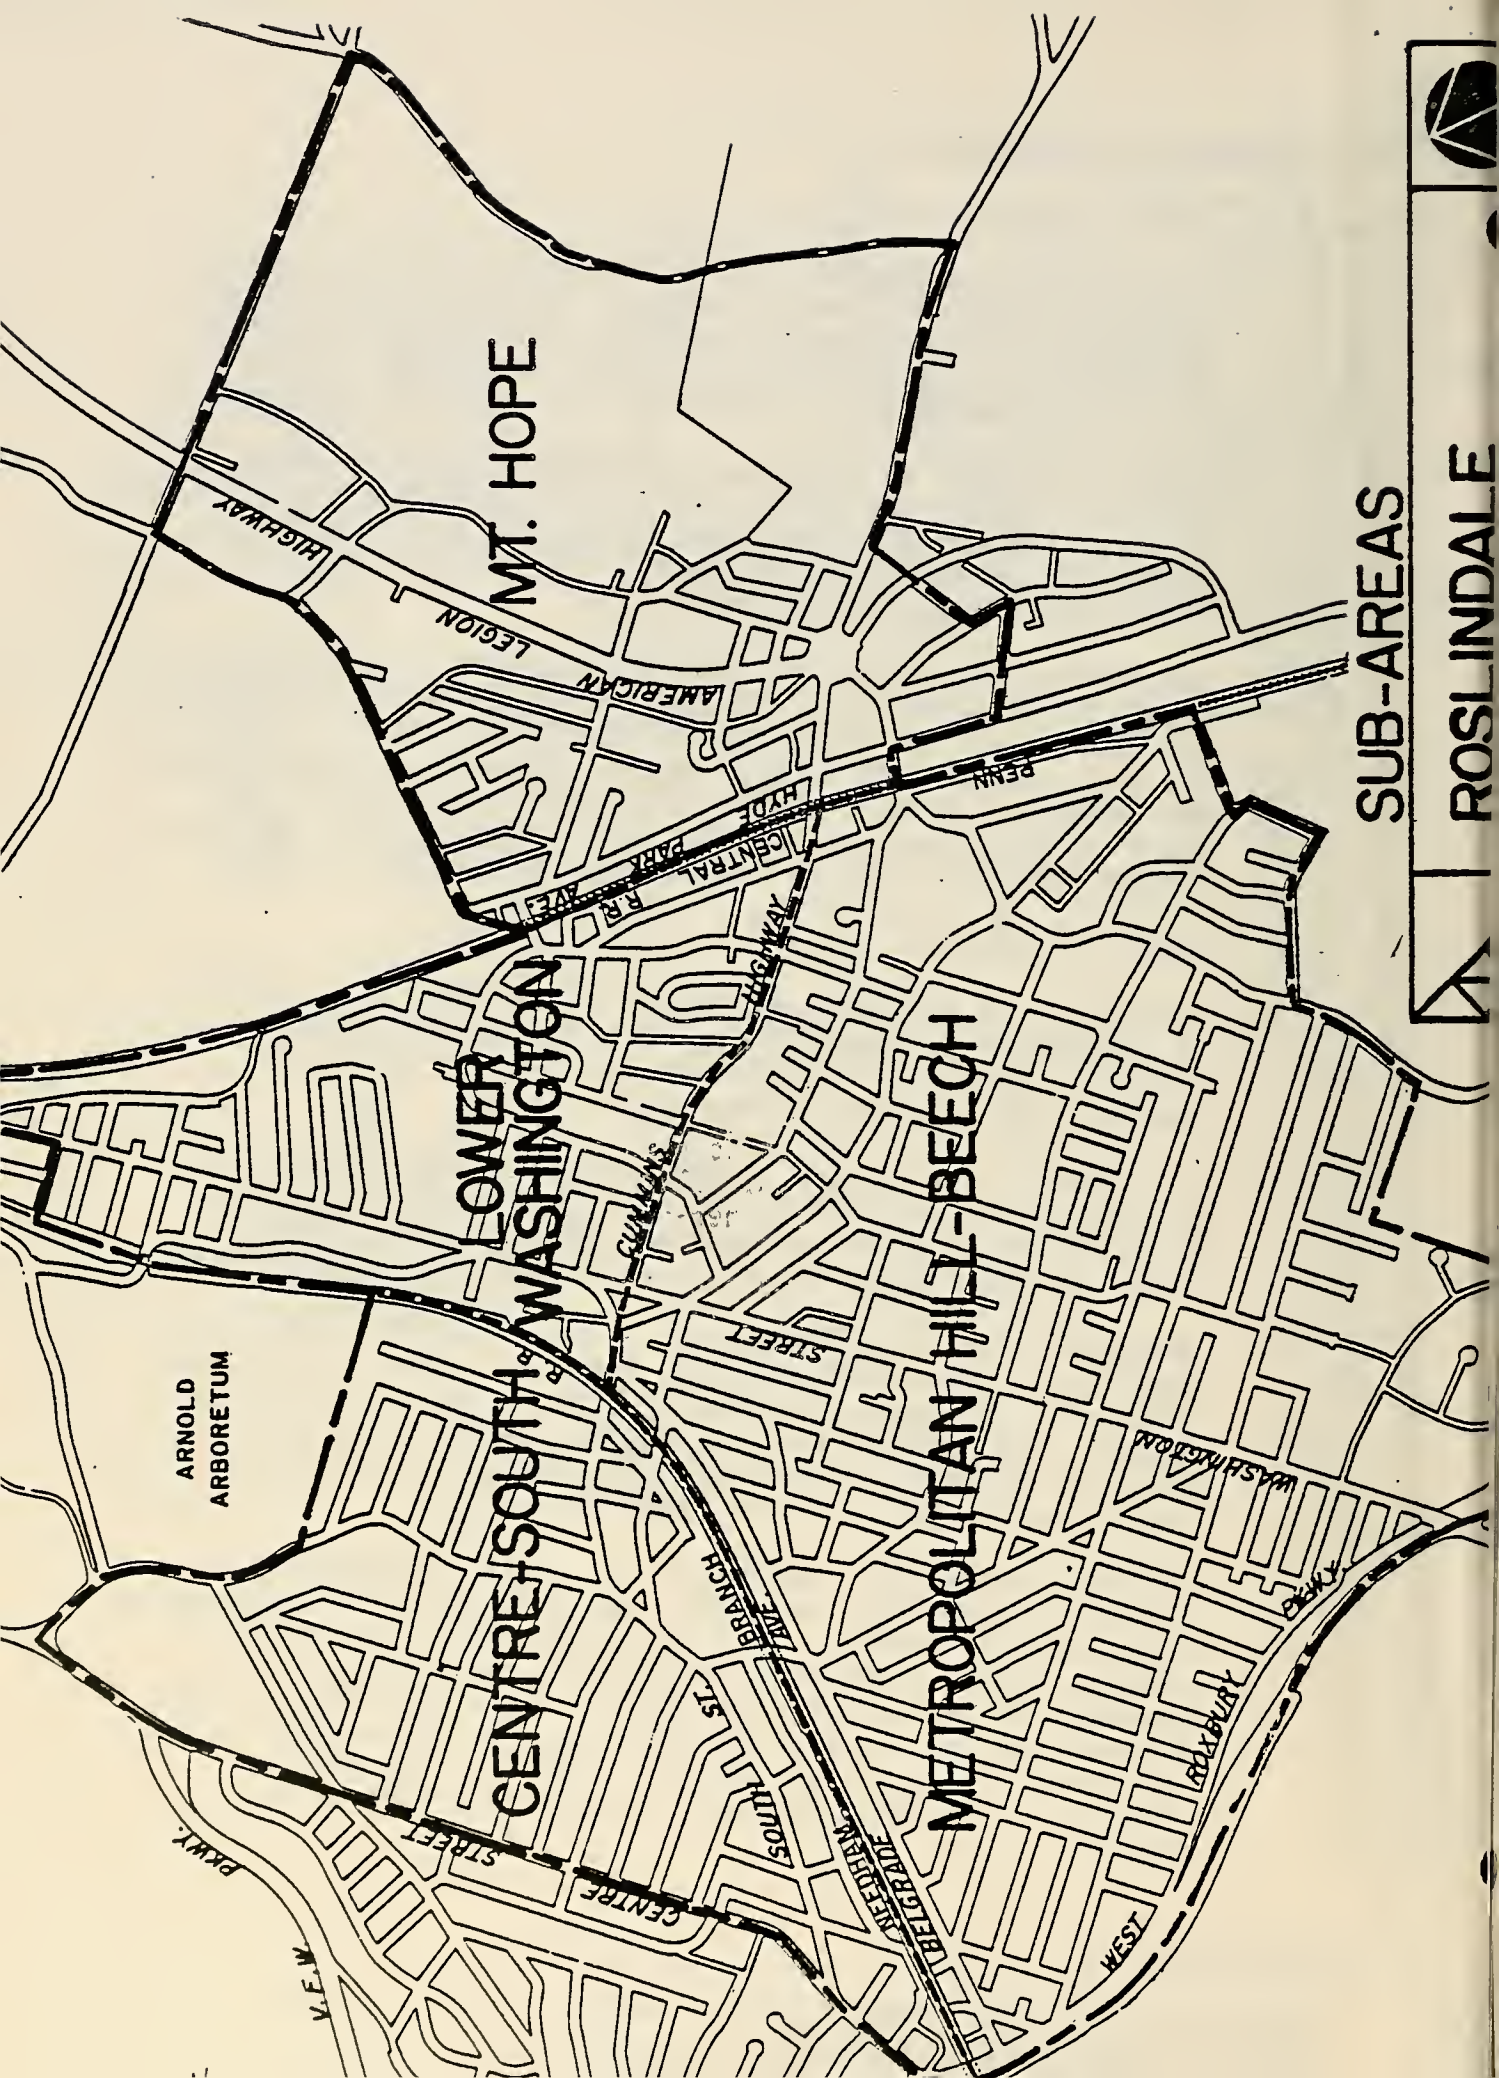 ARNOLD
ARBORETUM
V.F.W.
PKWY.
CENTRE
STREET
CENTRE-SOUTH
LOWER
WASHINGTON
MT. HOPE
AMERICAN
LEGION
HIGHWAY
HYDE
PARK
AVE.
PENN
CENTRAL
R.R.
CUMMINS
HIGHWAY
R.R.
SOUTH
ST.
NEEDHAM
BRANCH
BELGRADE
AVE.
WASHINGTON
STREET
METROPOLITAN HILL-BEECH
WEST
ROXBURY
PKWY.
SUB-AREAS
ROSLINDALE